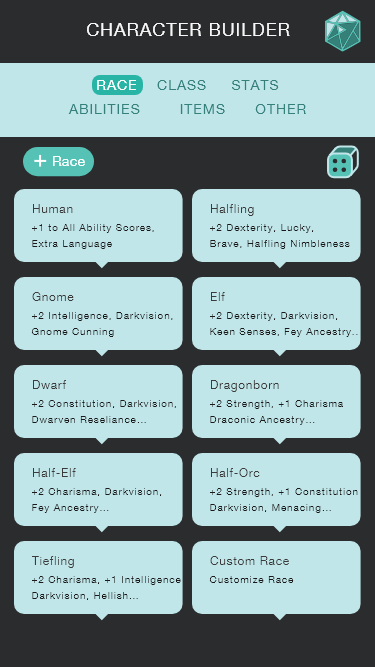 CHARACTER BUILDER
RACE CLASS STATS
ABILITIES ITEMS OTHER
+ Race
Human
+1 to All Ability Scores,
Extra Language
Halfling
+2 Dexterity, Lucky,
Brave, Halfling Nimbleness
Gnome
+2 Intelligence, Darkvision,
Gnome Cunning
Elf
+2 Dexterity, Darkvision,
Keen Senses, Fey Ancestry..
Dwarf
+2 Constitution, Darkvision,
Dwarven Reseliance...
Dragonborn
+2 Strength, +1 Charisma
Draconic Ancestry...
Half-Elf
+2 Charisma, Darkvision,
Fey Ancestry...
Half-Orc
+2 Strength, +1 Constitution
Darkvision, Menacing...
Tiefling
+2 Charisma, +1 Intelligence
Darkvision, Hellish...
Custom Race
Customize Race